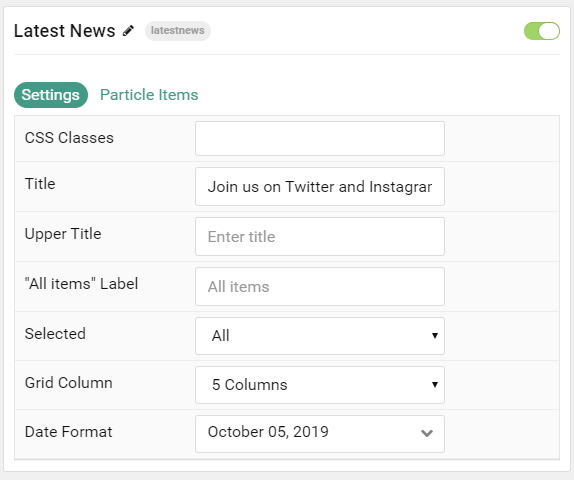 Latest News latestnews
Settings Particle Items
CSS Classes
Title Join us on Twitter and Instagrar
Upper Title Enter title
"All items" Label All items
Selected All
Grid Column 5 Columns
Date Format October 05, 2019